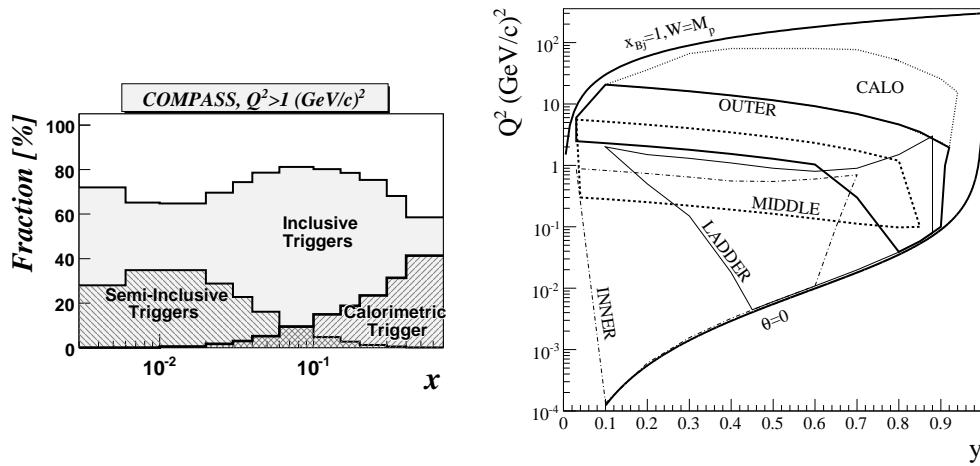 COMPASS, Q²>1 (GeV/c)²
Fraction [%]
100
80
60
40
20
0
Inclusive
Triggers
Semi-Inclusive
Triggers
Calorimetric
Trigger
10⁻²
10⁻¹
x
Q² (GeV/c)²
10²
10
1
10⁻¹
10⁻²
10⁻³
10⁻⁴
x_Bj=1,W=M_p
CALO
OUTER
MIDDLE
LADDER
INNER
θ=0
0 0.1 0.2 0.3 0.4 0.5 0.6 0.7 0.8 0.9
y